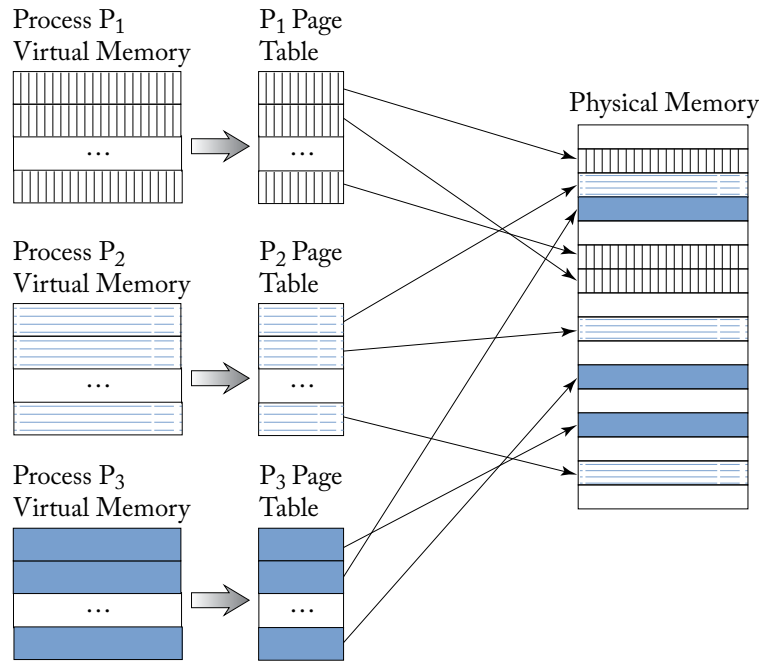 Process P1
Virtual Memory
P1 Page
Table
...
...
Physical Memory
Process P2
Virtual Memory
P2 Page
Table
...
...
Process P3
Virtual Memory
P3 Page
Table
...
...